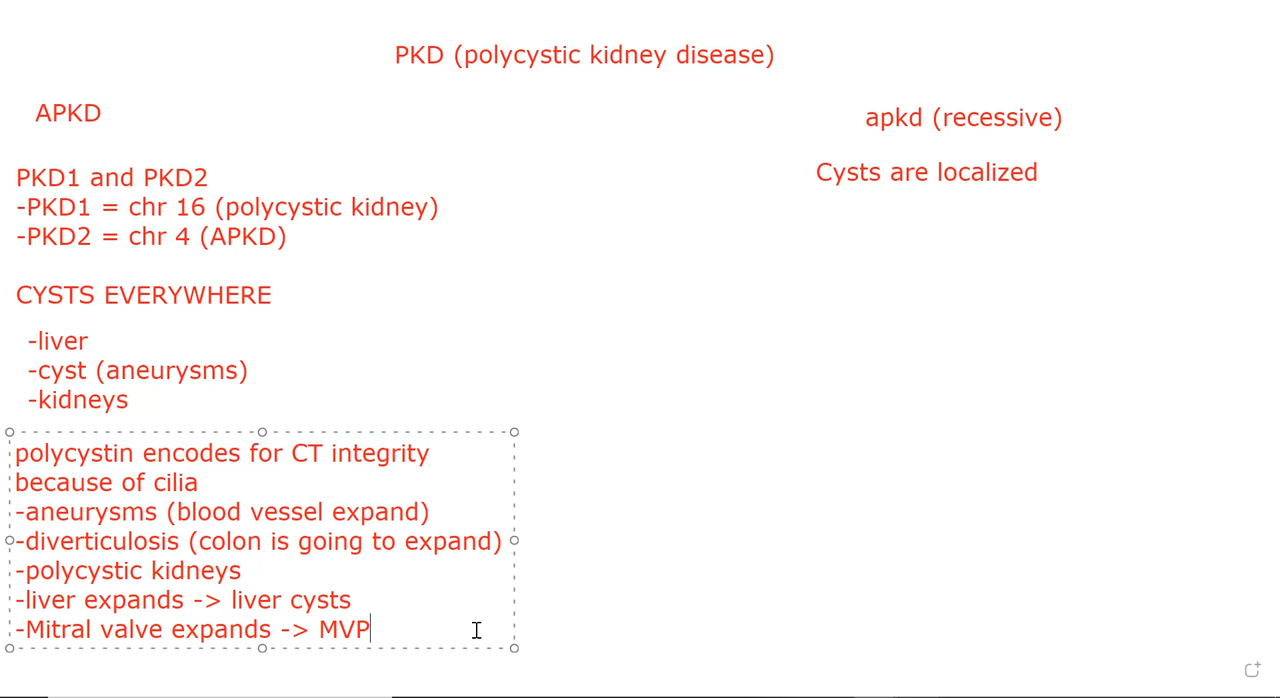 PKD (polycystic kidney disease)
APKD
PKD1 and PKD2
-PKD1 = chr 16 (polycystic kidney)
-PKD2 = chr 4 (APKD)
CYSTS EVERYWHERE
-liver
-cyst (aneurysms)
-kidneys
polycystin encodes for CT integrity
because of cilia
-aneurysms (blood vessel expand)
-diverticulosis (colon is going to expand)
-polycystic kidneys
-liver expands -> liver cysts
-Mitral valve expands -> MVP
apkd (recessive)
Cysts are localized